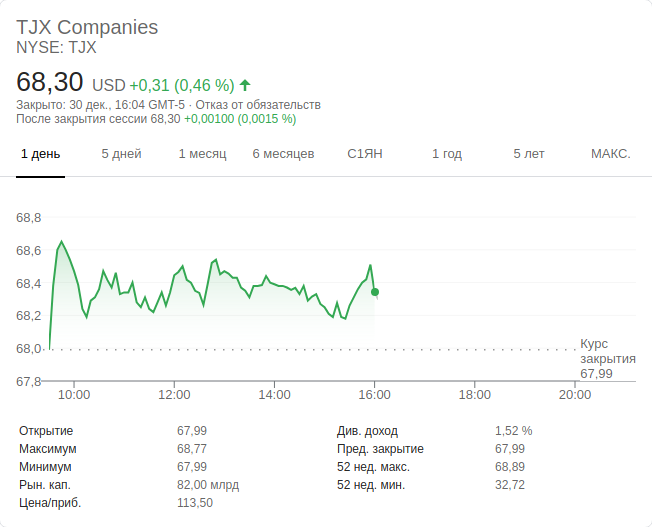 TJX Companies
NYSE: TJX
68,30 USD +0,31 (0,46 %)
Закрыто: 30 дек., 16:04 GMT-5 · Отказ от обязательств
После закрытия сессии 68,30 +0,00100 (0,0015 %)
1 день 5 дней 1 месяц 6 месяцев С1ЯН 1 год 5 лет МАКС.
68,8
68,6
68,4
68,2
68,0
Курс
закрытия
67,99
67,8
10:00 12:00 14:00 16:00 18:00 20:00
Открытие 67,99 Див. доход 1,52 %
Максимум 68,77 Пред. закрытие 67,99
Минимум 67,99 52 нед. макс. 68,89
Рын. кап. 82,00 млрд 52 нед. мин. 32,72
Цена/приб. 113,50